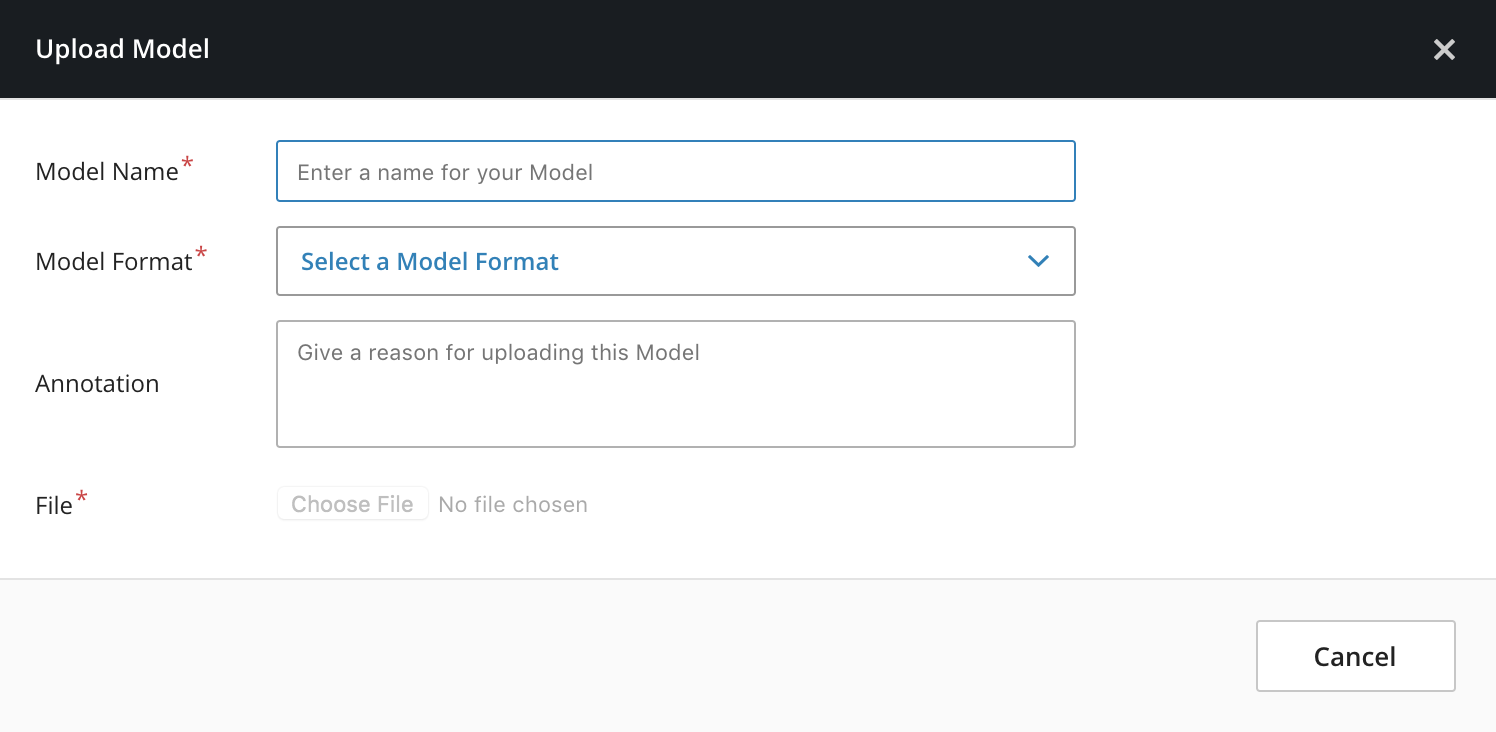 Upload Model
Model Name*
Enter a name for your Model
Model Format*
Select a Model Format
Annotation
Give a reason for uploading this Model
File*
Choose File No file chosen
Cancel